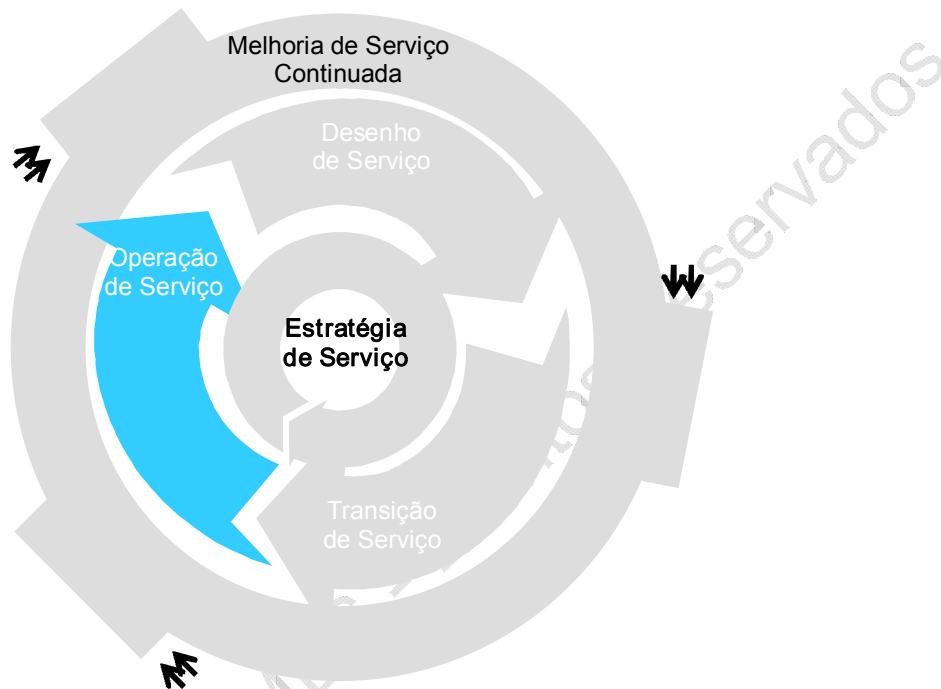 Melhoria de Serviço
Continuada
Desenho
de Serviço
Operação
de Serviço
Estratégia
de Serviço
Transição
de Serviço